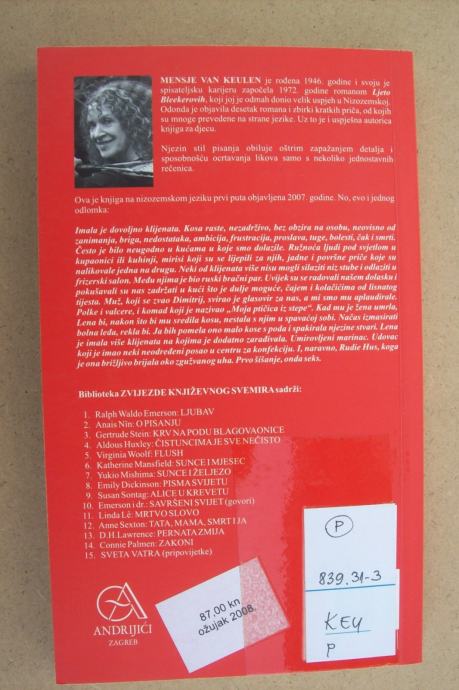 MENSJE VAN KEULEN je rođena 1946. godine i svoju je
spisateljsku karijeru započela 1972. godine romanom Ljeto
Bleekerovih, koji joj je odmah donio velik uspjeh u Nizozemskoj.
Odonda je objavila desetak romana i zbirki kratkih priča, od kojih
su mnoge prevedene na strane jezike. Uz to je i uspješna autorica
knjiga za djecu.
Njezin stil pisanja obiluje oštrim zapažanjem detalja i
sposobnošću ocrtavanja likova samo s nekoliko jednostavnih
rečenica.
Ova je knjiga na nizozemskom jeziku prvi puta objavljena 2007. godine. No, evo i jednog
odlomka:
Imala je dovoljno klijenata. Kosa raste, nezadrživo, bez obzira na osobu, neovisno od
zanimanja, briga, nedostataka, ambicija, frustracija, proslava, tuge, bolesti, čak i smrti.
Često je bilo neugodno u kućama u koje smo dolazile. Ružnoća ljudi pod svjetlom u
kupaonici ili kuhinji, mirisi koji su se lijepili za njih, jadne i površne priče koje su
nalikovale jedna na drugu. Neki od klijenata više nisu mogli silaziti niz stube i odlaziti u
frizerski salon. Među njima je bio ruski bračni par. Uvijek su se radovali našem dolasku i
pokušavali su nas zadržati u kući što je dulje moguće, čajem i kolačićima od lisnatog
tijesta. Muž, koji se zvao Dimitrij, svirao je glasovir za nas, a mi smo mu aplaudirale.
Polke i valcere, i komad koji je nazivao „Moja ptičica iz stepe“. Kad mu je žena umrla,
Lena bi, nakon što bi mu sredila kosu, nestala s njim u spavaćoj sobi. Načas izmasirati
bolna leđa, rekla bi. Ja bih pomela ono malo kose s poda i spakirala njezine stvari. Lena
je imala više klijenata na kojima je dodatno zarađivala. Umirovljeni marinac. Udovac
koji je imao neki neodređeni posao u centru za konfekciju. I, naravno, Rudie Hus, koga
je ona brižljivo brijala oko zgužvanog uha. Prvo šišanje, onda seks.
Biblioteka ZVIJEZDE KNJIŽEVNOG SVEMIRA sadrži:
1. Ralph Waldo Emerson: LJUBAV
2. Anais Nin: O PISANJU
3. Gertrude Stein: KRV NA PODU BLAGOVAONICE
4. Aldous Huxley: ČISTUNCIMA JE SVE NEČISTO
5. Virginia Woolf: FLUSH
6. Katherine Mansfield: SUNCE I MJESEC
7. Yukio Mishima: SUNCE I ŽELJEZO
8. Emily Dickinson: PISMA SVIJETU
9. Susan Sontag: ALICE U KREVETU
10. Emerson i dr.: SAVRŠENI SVIJET (govori)
11. Linda Lê: MRTVO SLOVO
12. Anne Sexton: TATA, MAMA, SMRT I JA
13. D.H.Lawrence: PERNATA ZMIJA
14. Connie Palmen: ZAKONI
15. SVETA VATRA (pripovijetke)
ANDRIJIĆI
ZAGREB
87,00 kn
ožujak 2008.
P
839.31-3
KEU
P